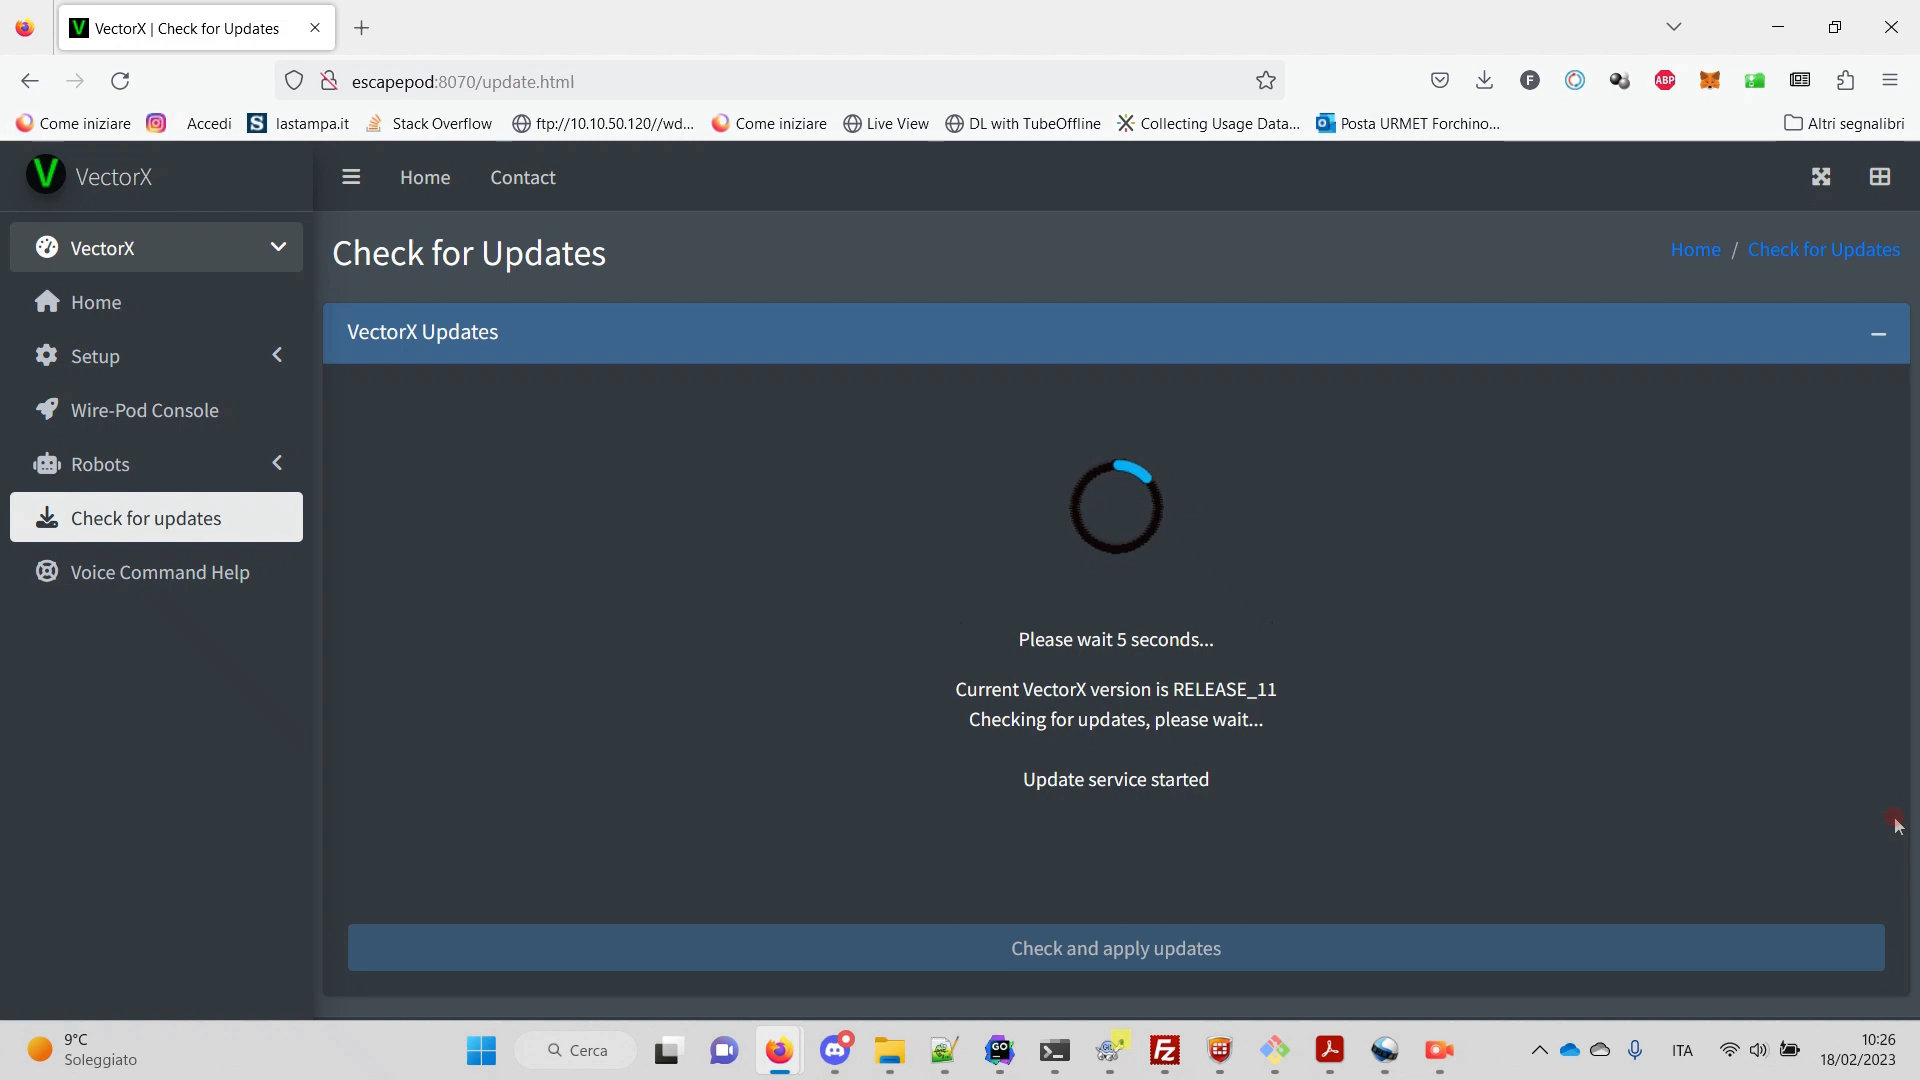 VectorX | Check for Updates
escapepod:8070/update.html
ABP
Come iniziare
Accedi
S
lastampa.it
Stack Overflow
ftp://10.10.50.120//wd...
Come iniziare
Live View
DL with TubeOffline
Collecting Usage Data...
Posta URMET Forchino...
Altri segnalibri
V VectorX
Home
Contact
VectorX
Home
Setup
Wire-Pod Console
Robots
Check for updates
Voice Command Help
Check for Updates
Home / Check for Updates
VectorX Updates
Please wait 5 seconds...
Current VectorX version is RELEASE_11
Checking for updates, please wait...
Update service started
Check and apply updates
9°C
Soleggiato
Cerca
GO
Fz
ITA
10:26
18/02/2023